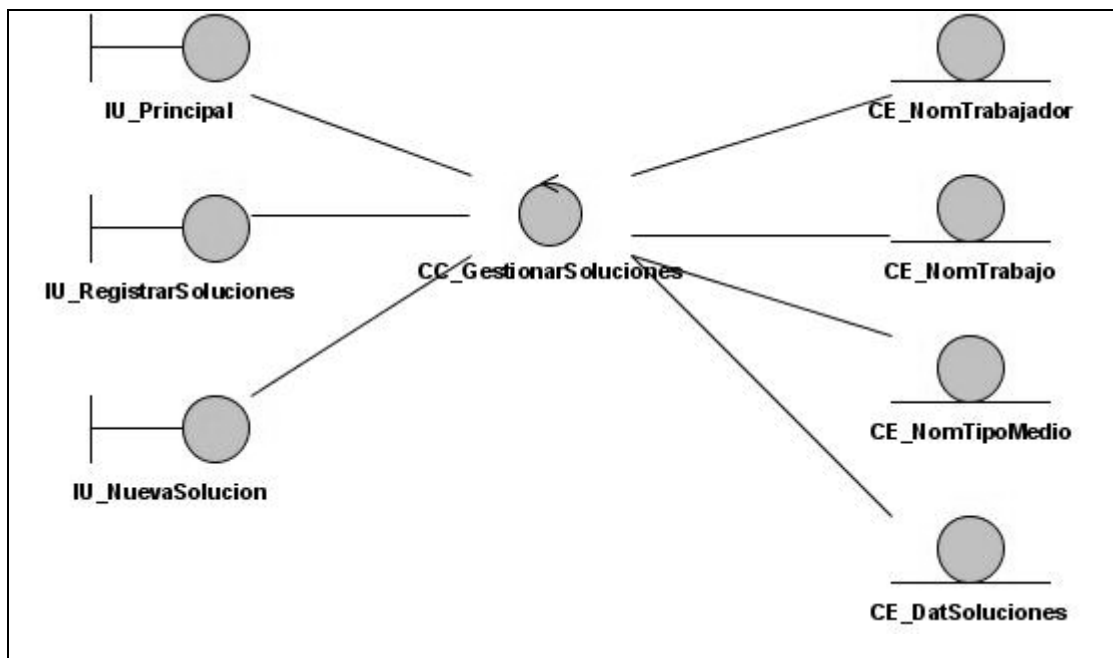 IU_Principal
CE_NomTrabajador
CC_GestionarSoluciones
CE_NomTrabajo
IU_RegistrarSoluciones
CE_NomTipoMedio
IU_NuevaSolucion
CE_DatSoluciones